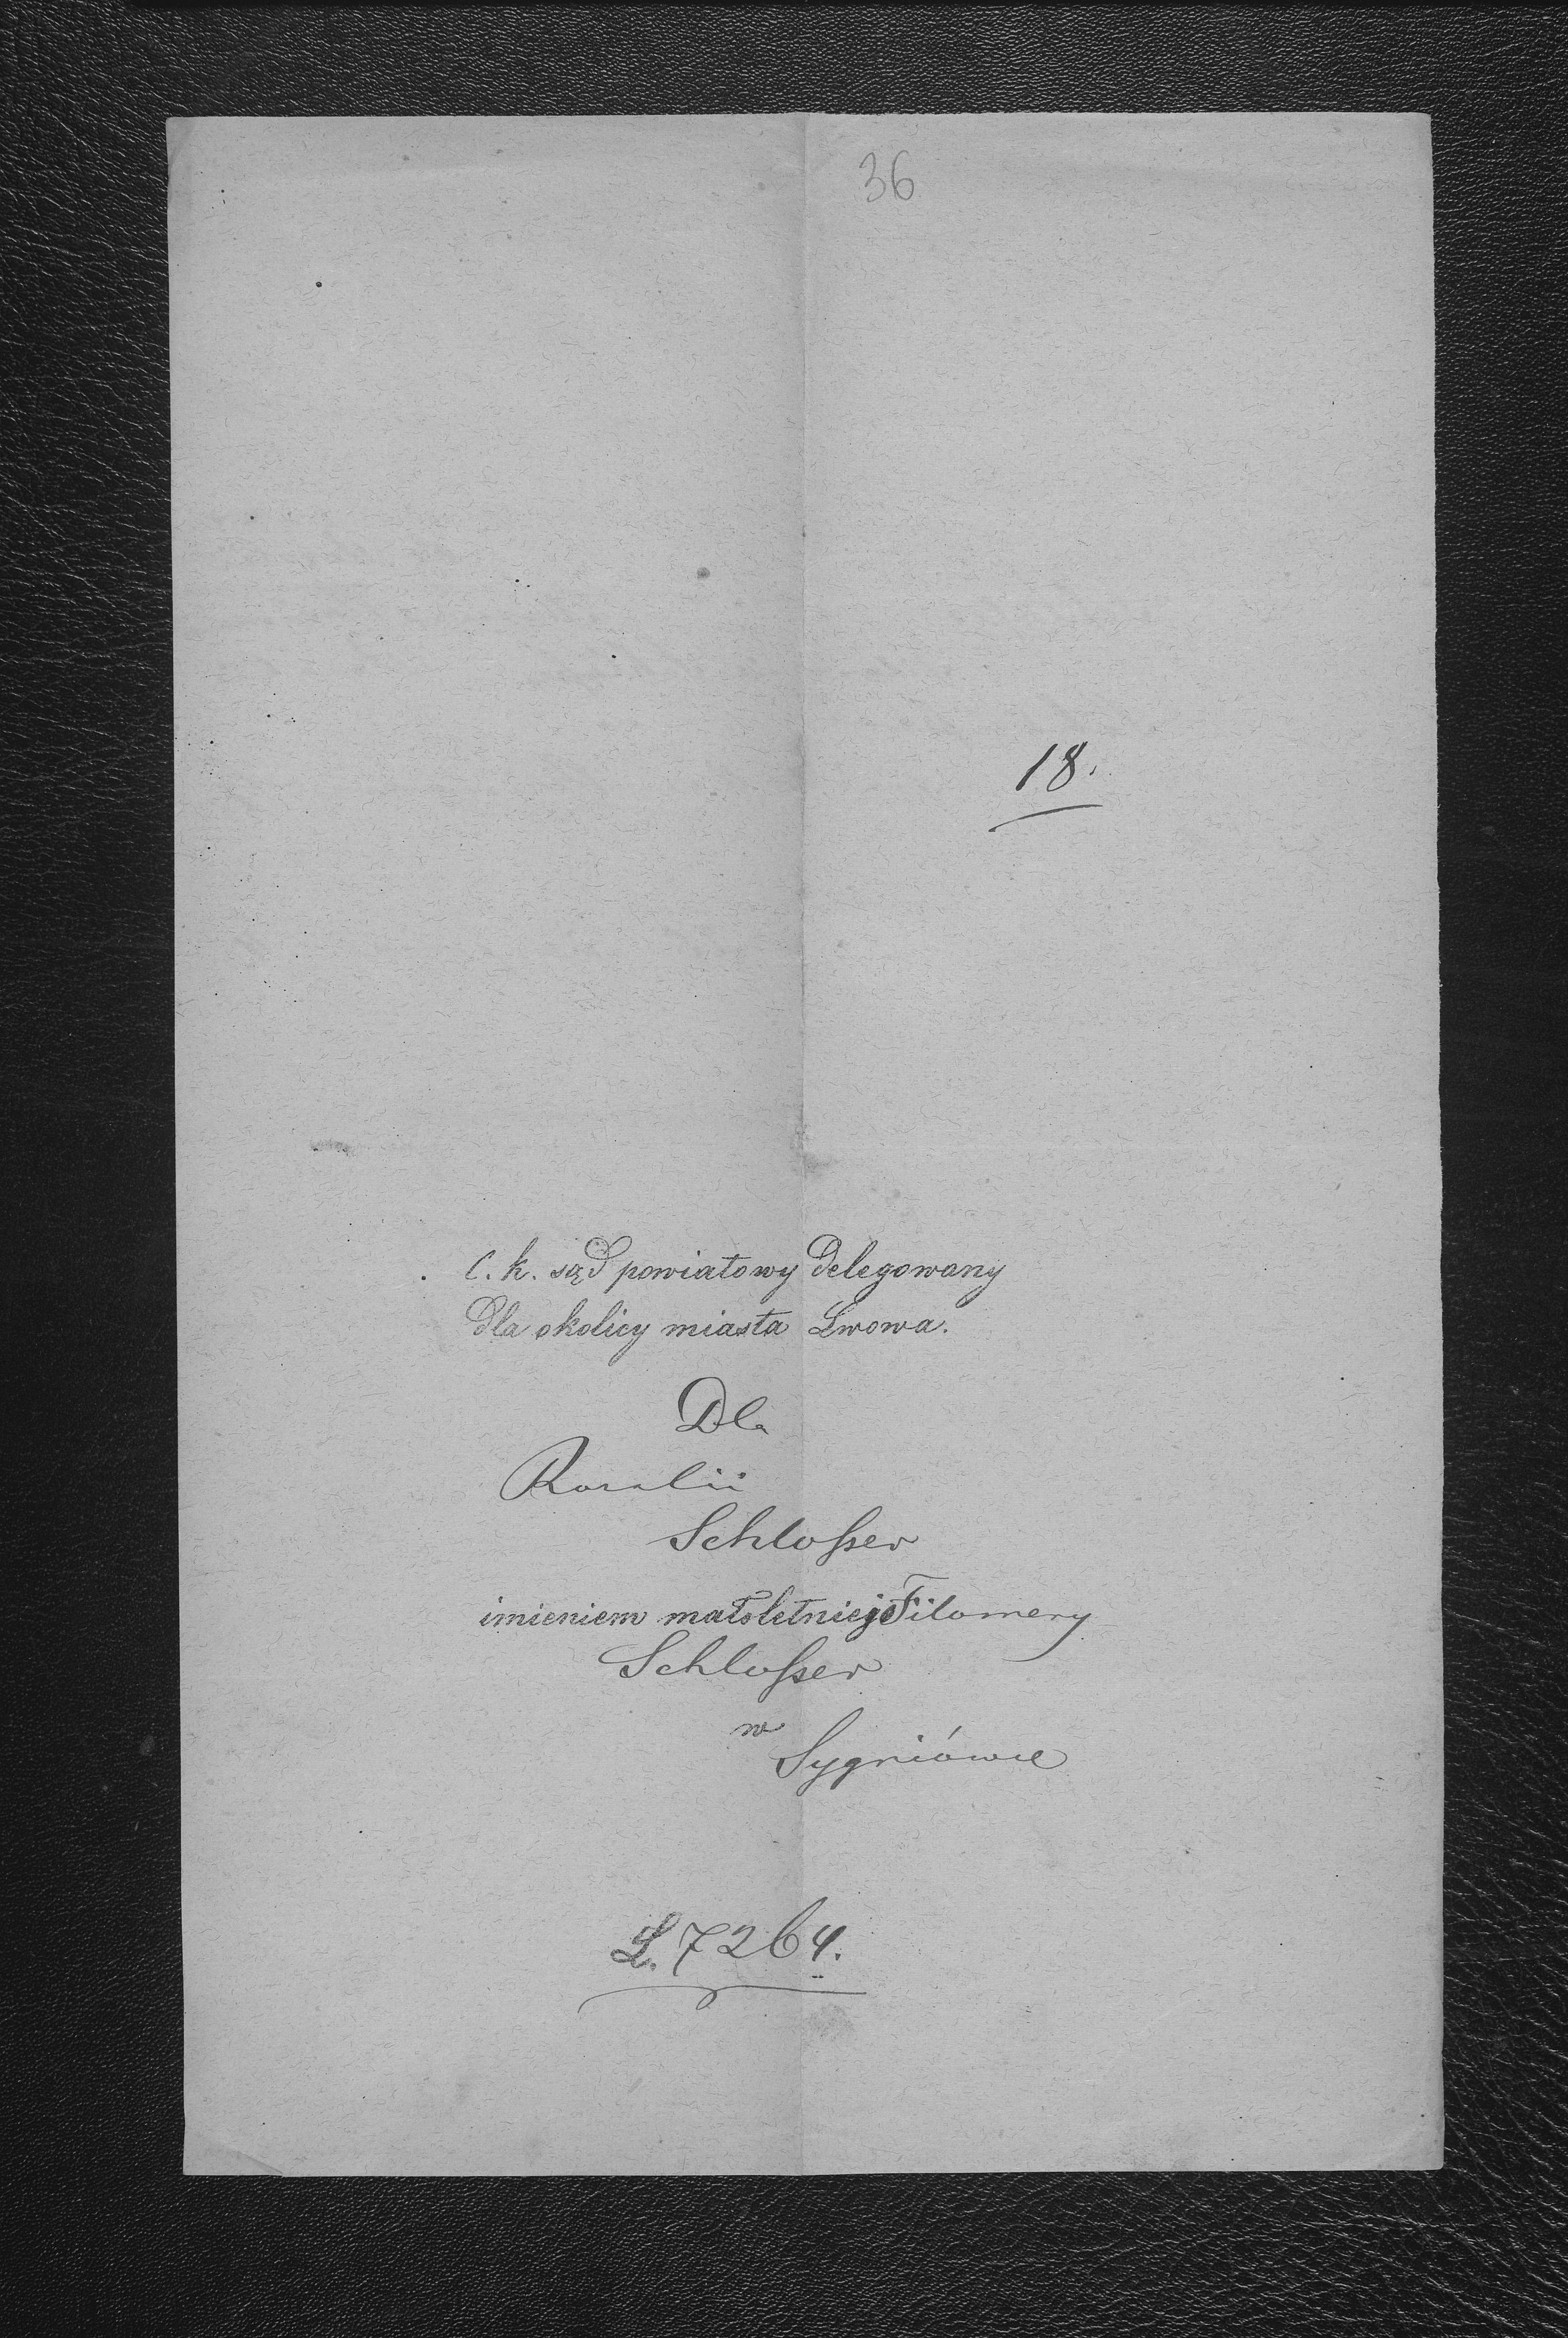 36
18.
C. k. sąd powiatowy delegowany
dla okolicy miasta Lwowa.
Dla
Rozalii
Schloßer
imieniem małoletniej Filomeny
Schloßer
w
Sygniówce
L. 7264.